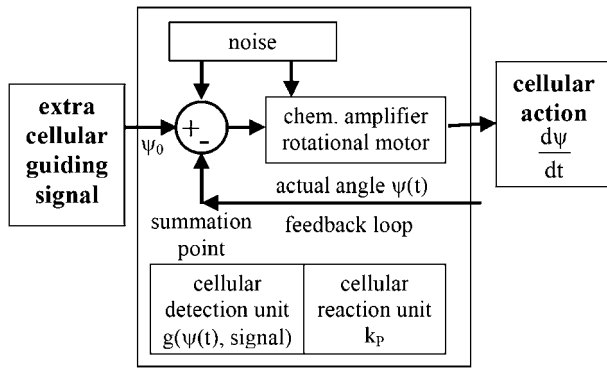 noise
extra
cellular
guiding
signal
ψ₀
+
-
chem. amplifier
rotational motor
cellular
action
dψ
dt
actual angle ψ(t)
feedback loop
summation
point
cellular
detection unit
g(ψ(t), signal)
cellular
reaction unit
kₚ